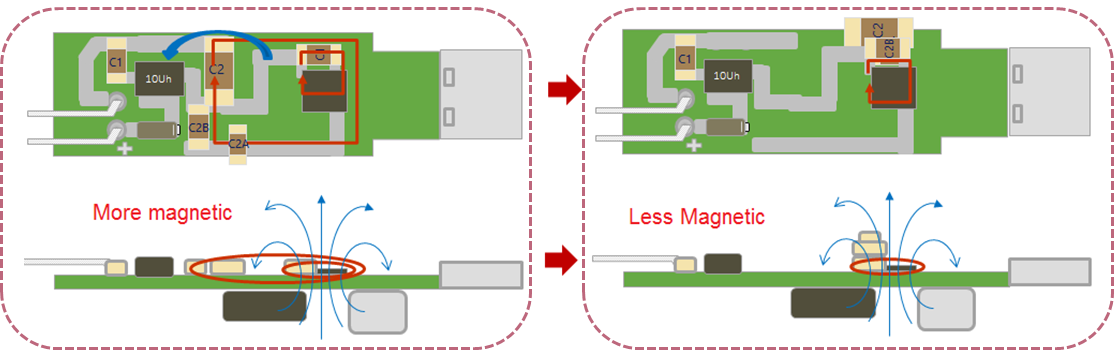 C1
10Uh
C2
C1
C2B
C2A
+
More magnetic
C2
C2B
C1
10Uh
+
Less Magnetic